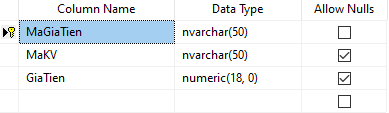 Column Name Data Type Allow Nulls
MaGiaTien nvarchar(50)
MaKV nvarchar(50)
GiaTien numeric(18, 0)